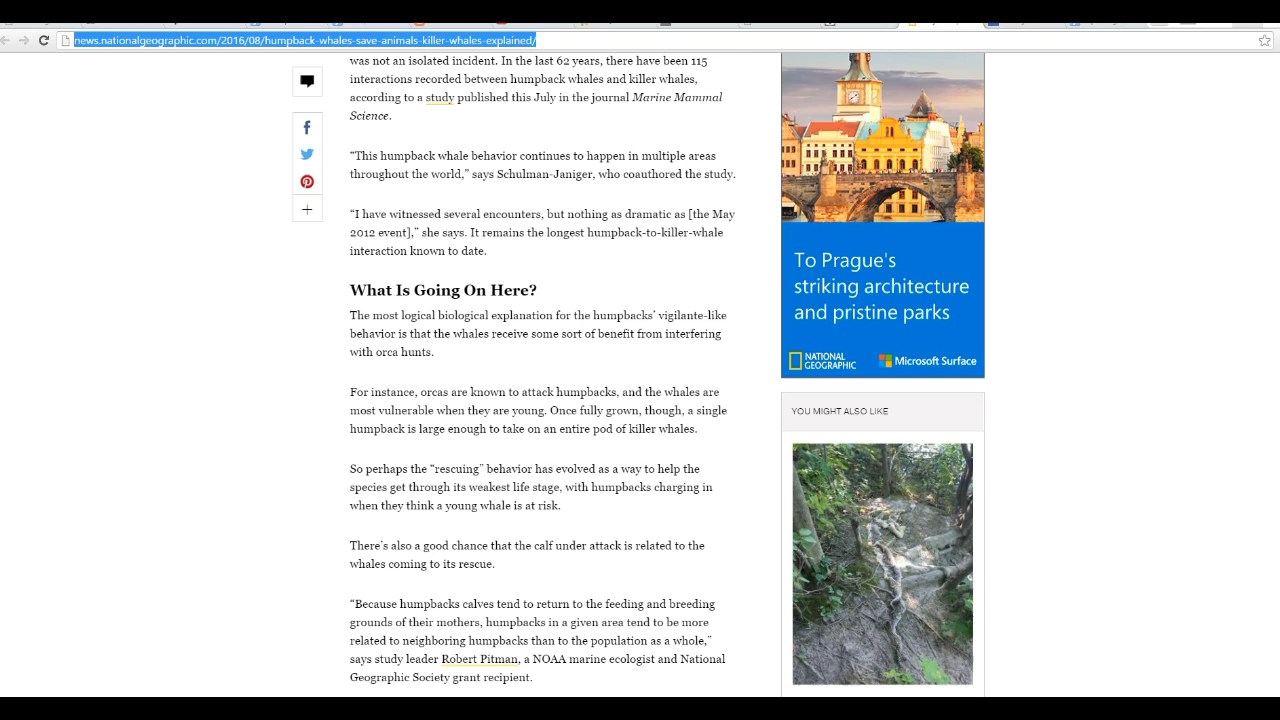 news.nationalgeographic.com/2016/08/humpback-whales-save-animals-killer-whales-explained/
was not an isolated incident. In the last 62 years, there have been 115
interactions recorded between humpback whales and killer whales,
according to a study published this July in the journal Marine Mammal
Science.
“This humpback whale behavior continues to happen in multiple areas
throughout the world,” says Schulman-Janiger, who coauthored the study.
“I have witnessed several encounters, but nothing as dramatic as [the May
2012 event],” she says. It remains the longest humpback-to-killer-whale
interaction known to date.
What Is Going On Here?
The most logical biological explanation for the humpbacks’ vigilante-like
behavior is that the whales receive some sort of benefit from interfering
with orca hunts.
For instance, orcas are known to attack humpbacks, and the whales are
most vulnerable when they are young. Once fully grown, though, a single
humpback is large enough to take on an entire pod of killer whales.
So perhaps the “rescuing” behavior has evolved as a way to help the
species get through its weakest life stage, with humpbacks charging in
when they think a young whale is at risk.
There’s also a good chance that the calf under attack is related to the
whales coming to its rescue.
“Because humpbacks calves tend to return to the feeding and breeding
grounds of their mothers, humpbacks in a given area tend to be more
related to neighboring humpbacks than to the population as a whole,”
says study leader Robert Pitman, a NOAA marine ecologist and National
Geographic Society grant recipient.
To Prague's
striking architecture
and pristine parks
NATIONAL
GEOGRAPHIC
Microsoft Surface
YOU MIGHT ALSO LIKE